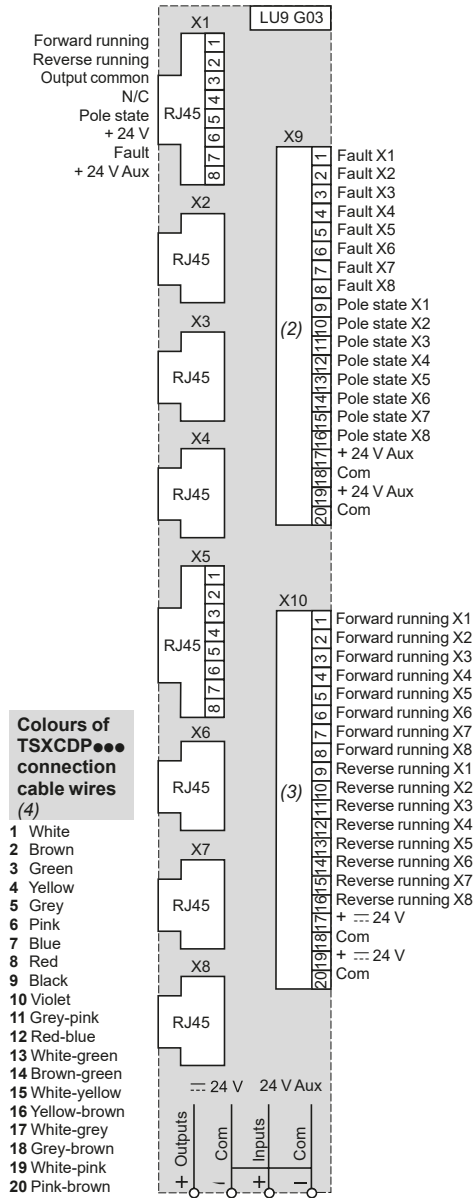 LU9 G03
X1
Forward running 1
Reverse running 2
Output common 3
N/C 4
Pole state 5
+ 24 V 6
Fault 7
+ 24 V Aux 8
RJ45
X2
RJ45
X3
RJ45
X4
RJ45
X5
1
2
3
4
5
6
7
8
RJ45
X6
RJ45
X7
RJ45
X8
RJ45
X9
(2)
1 Fault X1
2 Fault X2
3 Fault X3
4 Fault X4
5 Fault X5
6 Fault X6
7 Fault X7
8 Fault X8
9 Pole state X1
10 Pole state X2
11 Pole state X3
12 Pole state X4
13 Pole state X5
14 Pole state X6
15 Pole state X7
16 Pole state X8
17 + 24 V Aux
18 Com
19 + 24 V Aux
20 Com
X10
(3)
1 Forward running X1
2 Forward running X2
3 Forward running X3
4 Forward running X4
5 Forward running X5
6 Forward running X6
7 Forward running X7
8 Forward running X8
9 Reverse running X1
10 Reverse running X2
11 Reverse running X3
12 Reverse running X4
13 Reverse running X5
14 Reverse running X6
15 Reverse running X7
16 Reverse running X8
17 + ⎓ 24 V
18 Com
19 + ⎓ 24 V
20 Com
Colours of
TSXCDP●●●
connection
cable wires
(4)
1 White
2 Brown
3 Green
4 Yellow
5 Grey
6 Pink
7 Blue
8 Red
9 Black
10 Violet
11 Grey-pink
12 Red-blue
13 White-green
14 Brown-green
15 White-yellow
16 Yellow-brown
17 White-grey
18 Grey-brown
19 White-pink
20 Pink-brown
⎓ 24 V 24 V Aux
+ Outputs
– Com
+ Inputs
– Com